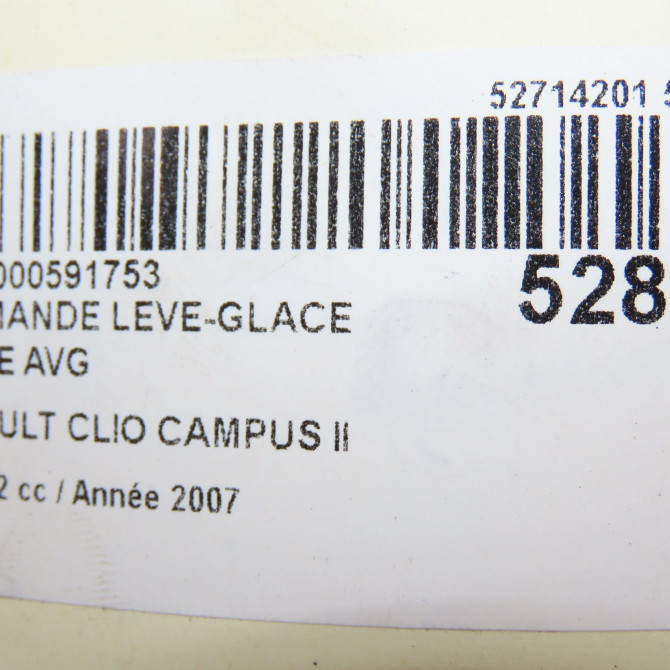 52714201 5
000591753
528
MANDE LEVE-GLACE
E AVG
ULT CLIO CAMPUS II
2 cc / Année 2007